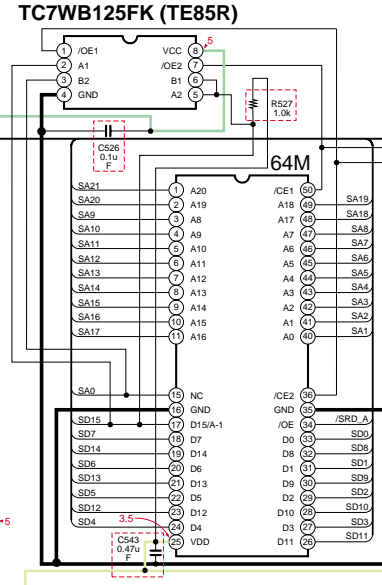 TC7WB125FK (TE85R)
1 /OE1 VCC 8 5
2 A1 /OE2 7
3 B2 B1 6
4 GND A2 5
R527
1.0k
C526
0.1u
F
64M
SA21 1 A20 /CE1 50
SA20 2 A19 A18 49 SA19
SA9 3 A8 A17 48 SA18
SA10 4 A9 A7 47 SA8
SA11 5 A10 A6 46 SA7
SA12 6 A11 A5 45 SA6
SA13 7 A12 A4 44 SA5
SA14 8 A13 A3 43 SA4
SA15 9 A14 A2 42 SA3
SA16 10 A15 A1 41 SA2
SA17 11 A16 A0 40 SA1
SA0 15 NC /CE2 36
16 GND GND 35
SD15 17 D15/A-1 /OE 34 /SRD_A
SD7 18 D7 D0 33 SD0
SD14 19 D14 D8 32 SD8
SD6 20 D6 D1 31 SD1
SD13 21 D13 D9 30 SD9
SD5 22 D5 D2 29 SD2
SD12 23 D12 D10 28 SD10
SD4 24 D4 D3 27 SD3
3.5 25 VDD D11 26 SD11
5
C543
0.47u
F